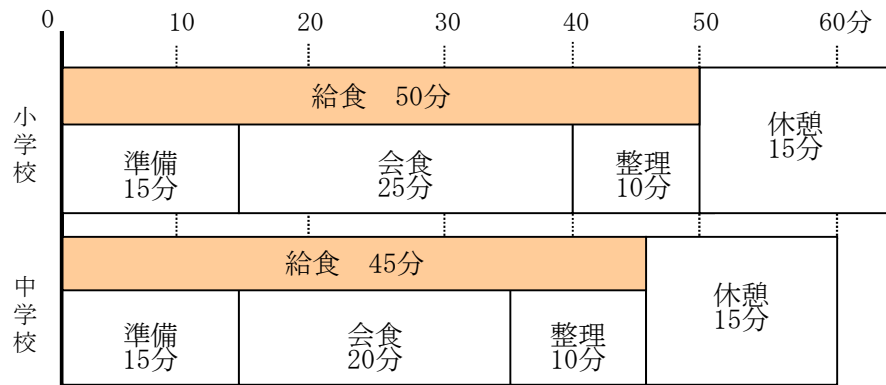 0 10 20 30 40 50 60分
小学校
給食　50分
準備
15分
会食
25分
整理
10分
休憩
15分
中学校
給食　45分
準備
15分
会食
20分
整理
10分
休憩
15分